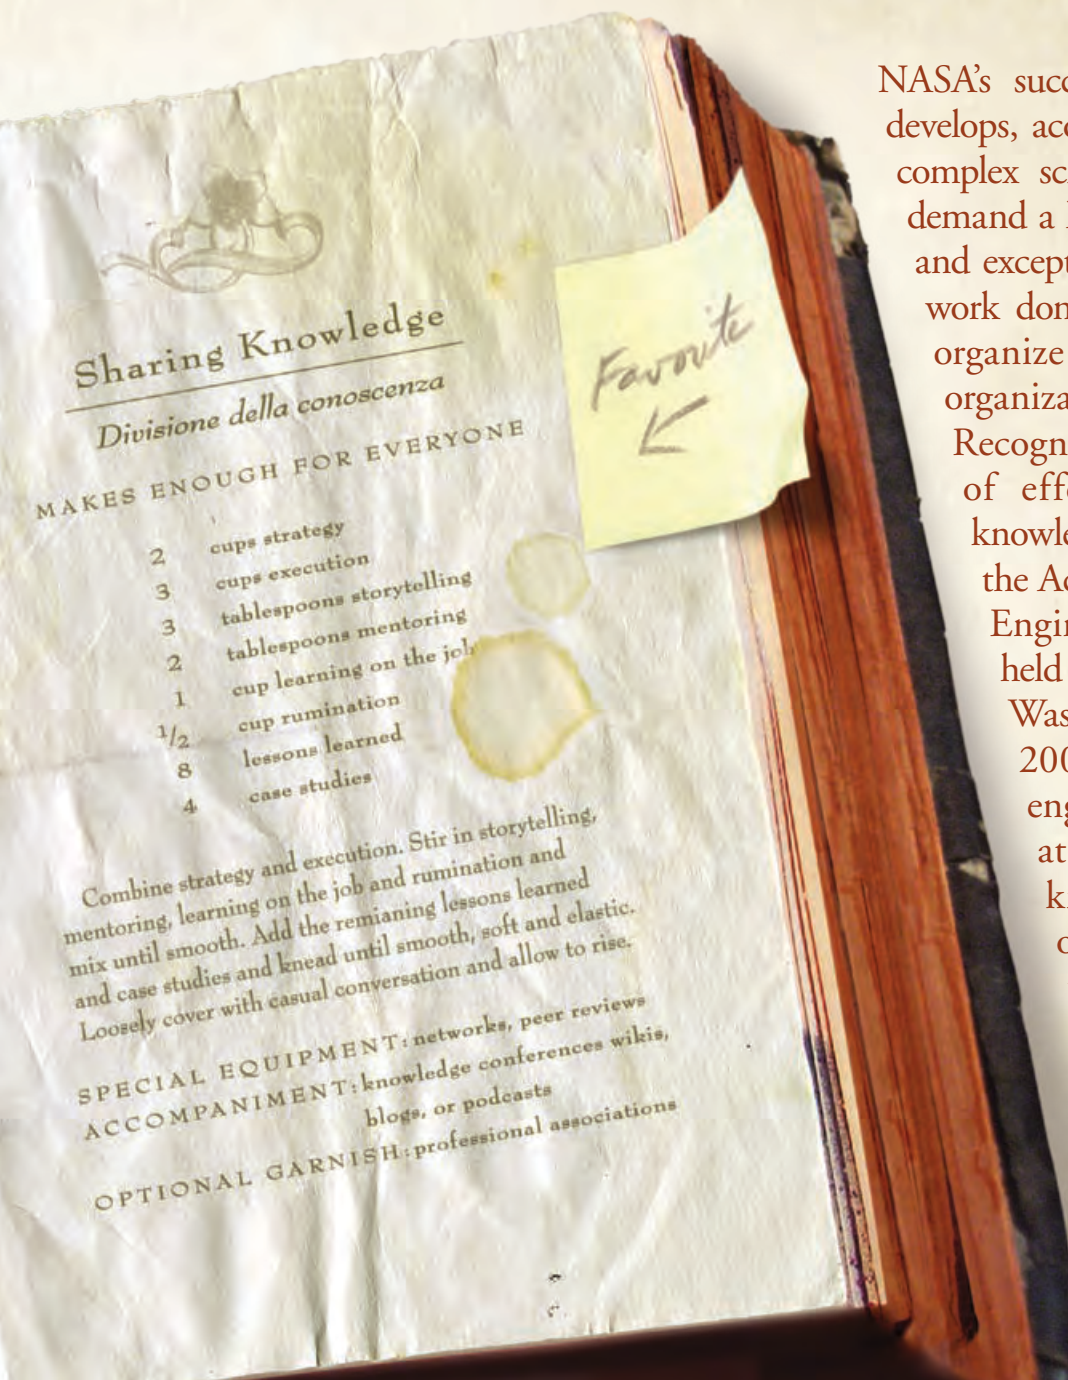 Sharing Knowledge
Divisione della conoscenza
MAKES ENOUGH FOR EVERYONE
2 cups strategy
3 cups execution
3 tablespoons storytelling
2 tablespoons mentoring
1 cup learning on the job
1/2 cup rumination
8 lessons learned
4 case studies
Combine strategy and execution. Stir in storytelling,
mentoring, learning on the job and rumination and
mix until smooth. Add the remianing lessons learned
and case studies and knead until smooth, soft and elastic.
Loosely cover with casual conversation and allow to rise.
SPECIAL EQUIPMENT: networks, peer reviews
ACCOMPANIMENT: knowledge conferences wikis,
blogs, or podcasts
OPTIONAL GARNISH: professional associations
Favorite
NASA’s succ
develops, ac
complex sc
demand a
and except
work don
organize
organiza
Recogn
of effe
knowle
the Ac
Engin
held
Was
200
eng
at
k
o